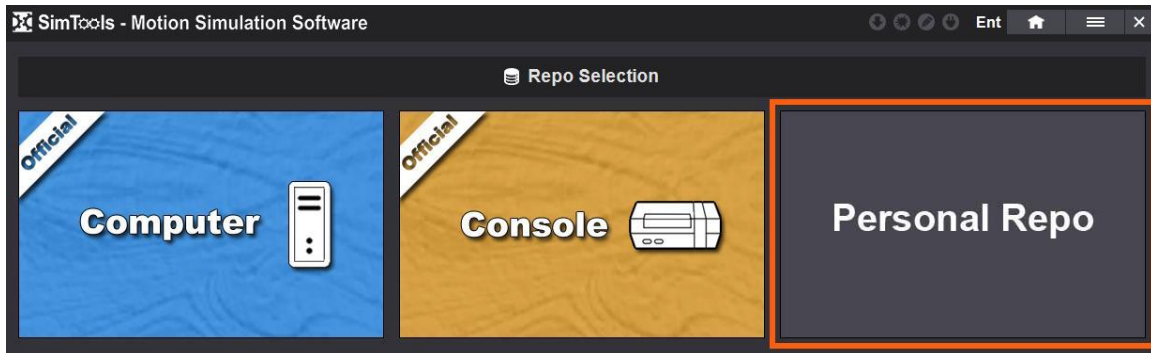 SimTools - Motion Simulation Software
Ent
Repo Selection
Official
Computer
Official
Console
Personal Repo